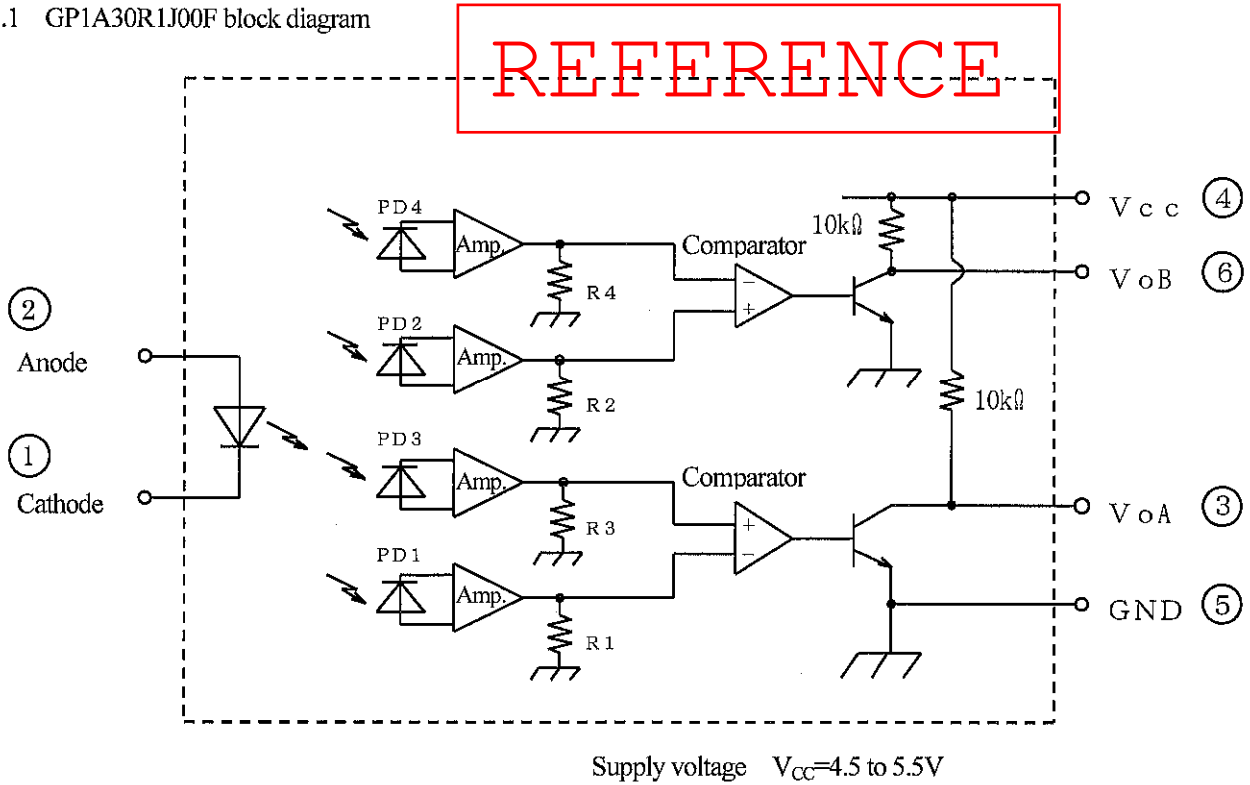 .1 GP1A30R1J00F block diagram
REFERENCE
PD4
Amp.
R4
Comparator
−
+
10kΩ
Vcc ④
VoB ⑥
②
Anode
PD2
Amp.
R2
10kΩ
①
Cathode
PD3
Amp.
R3
Comparator
+
−
VoA ③
PD1
Amp.
R1
GND ⑤
Supply voltage VCC=4.5 to 5.5V